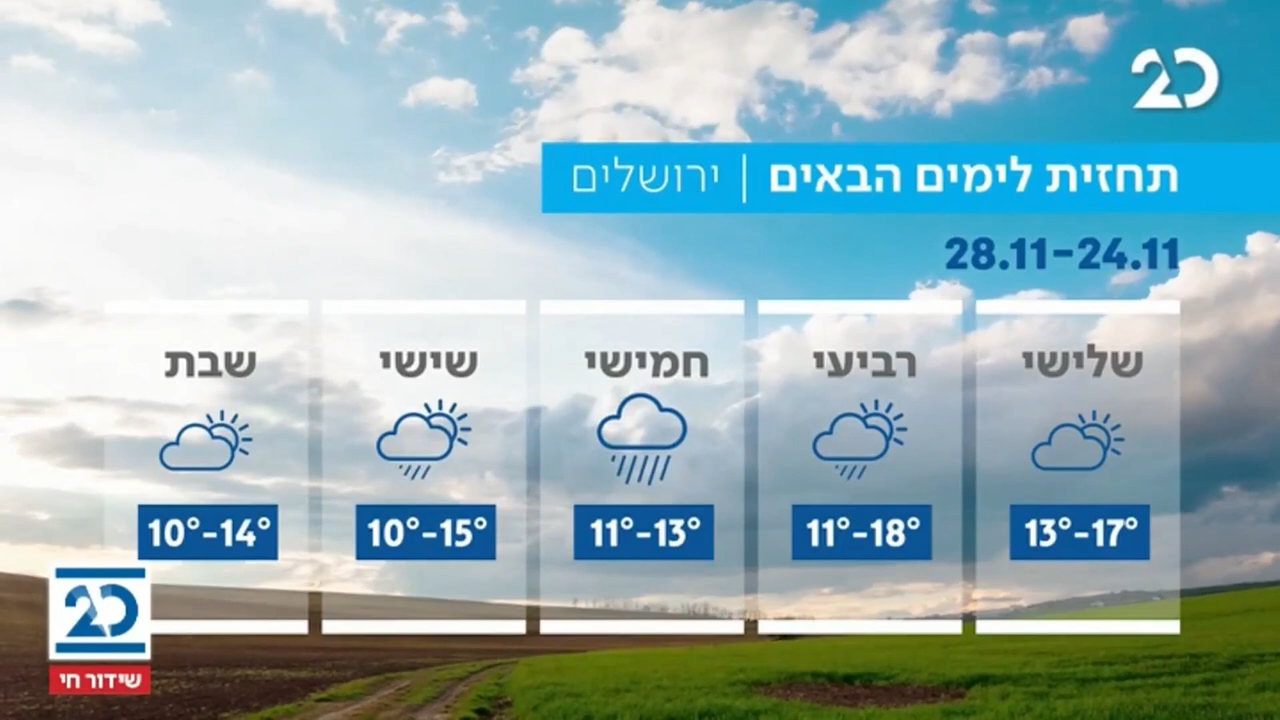 20
תחזית לימים הבאים | ירושלים
24.11-28.11
שלישי
רביעי
חמישי
שישי
שבת
13°-17°
11°-18°
11°-13°
10°-15°
10°-14°
20
שידור חי